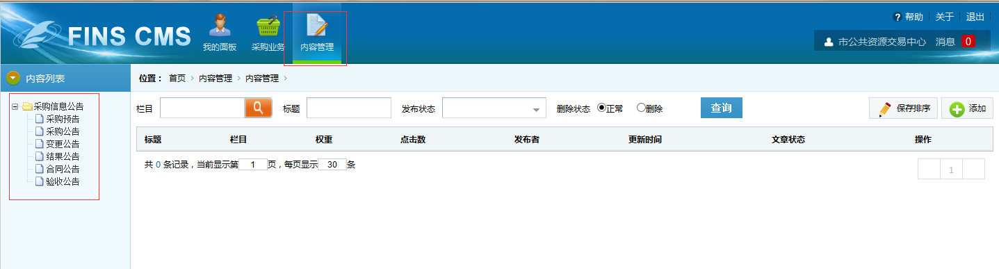 FINS CMS
我的面板 采购业务 内容管理
帮助 关于 退出
市公共资源交易中心 消息 0
内容列表
位置： 首页 > 内容管理 > 内容管理 >
采购信息公告
采购预告
采购公告
变更公告
结果公告
合同公告
验收公告
栏目 标题 发布状态 删除状态 正常 删除 查询 保存排序 添加
标题 栏目 权重 点击数 发布者 更新时间 文章状态 操作
共 0 条记录，当前显示第 1 页，每页显示 30 条
1